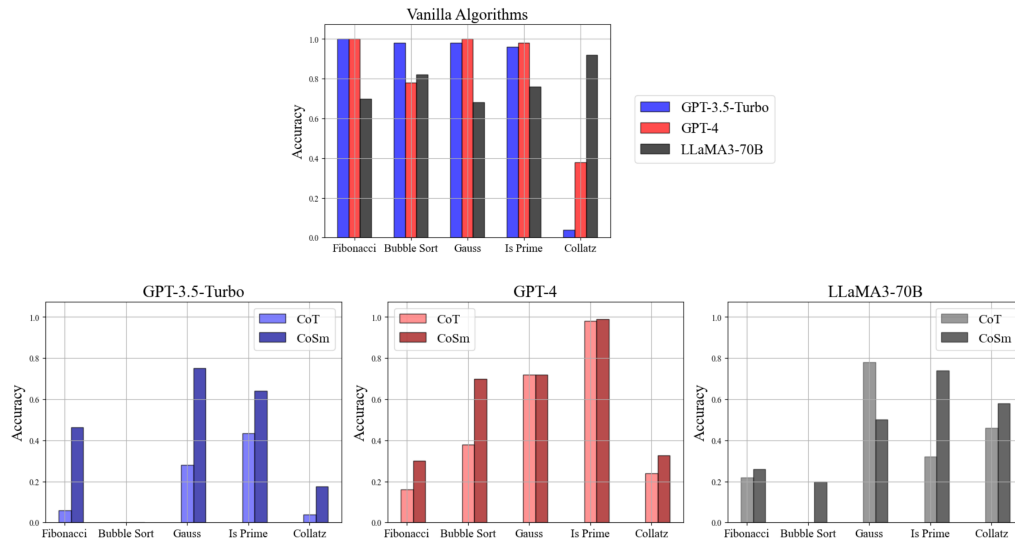 Vanilla Algorithms
Accuracy
1.0
0.8
0.6
0.4
0.2
0.0
Fibonacci Bubble Sort Gauss Is Prime Collatz
GPT-3.5-Turbo
GPT-4
LLaMA3-70B
GPT-3.5-Turbo
Accuracy
1.0
0.8
0.6
0.4
0.2
0.0
CoT
CoSm
Fibonacci Bubble Sort Gauss Is Prime Collatz
GPT-4
Accuracy
1.0
0.8
0.6
0.4
0.2
0.0
CoT
CoSm
Fibonacci Bubble Sort Gauss Is Prime Collatz
LLaMA3-70B
Accuracy
1.0
0.8
0.6
0.4
0.2
0.0
CoT
CoSm
Fibonacci Bubble Sort Gauss Is Prime Collatz